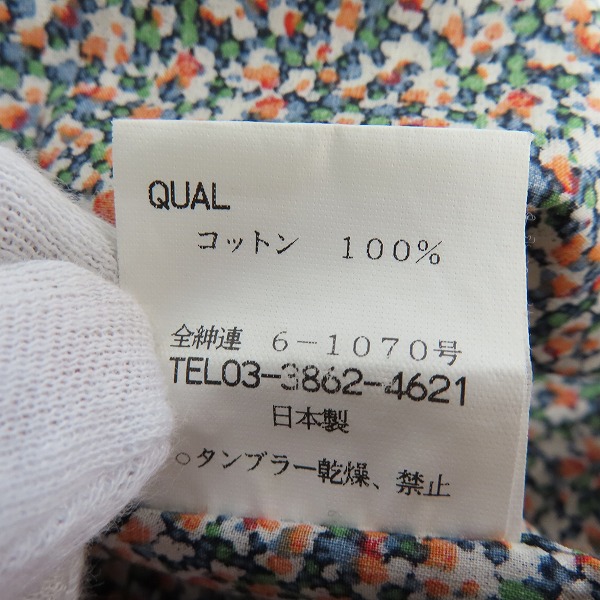 QUAL
コットン 100%
全紳連 6-1070号
TEL03-3862-4621
日本製
○タンブラー乾燥、禁止